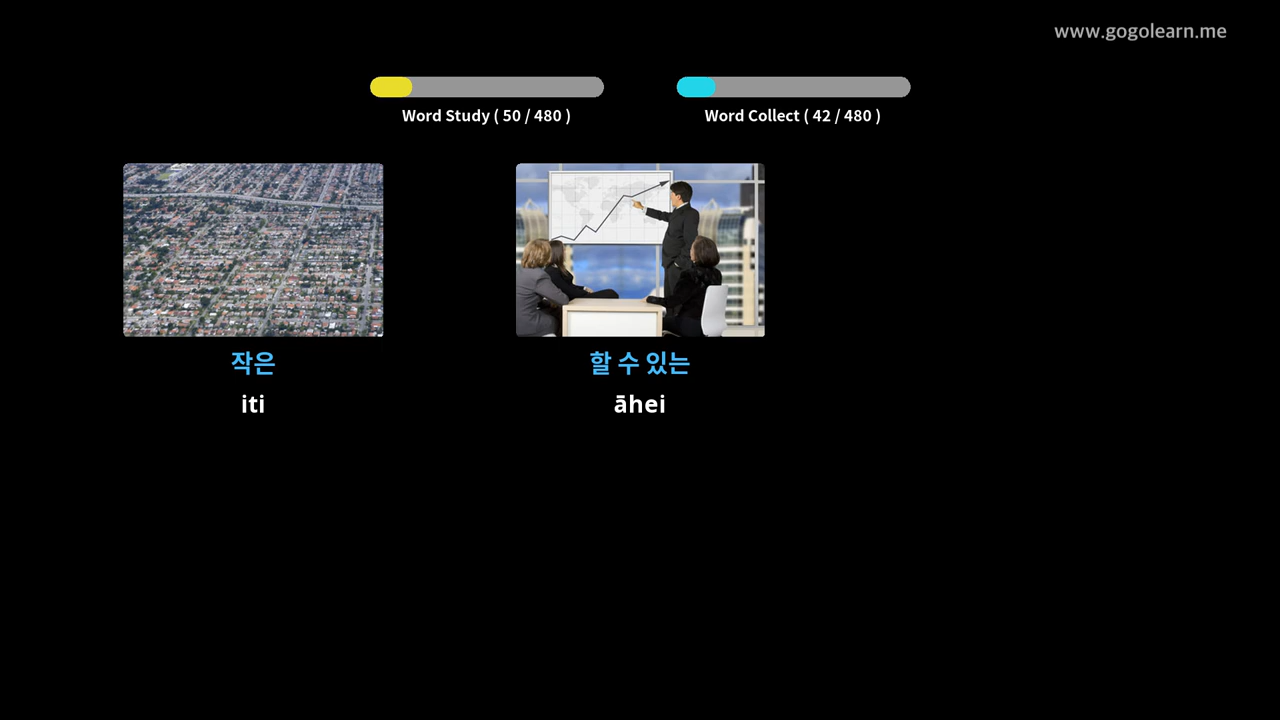 www.gogolearn.me
Word Study ( 50 / 480 )
Word Collect ( 42 / 480 )
작은
iti
할 수 있는
āhei